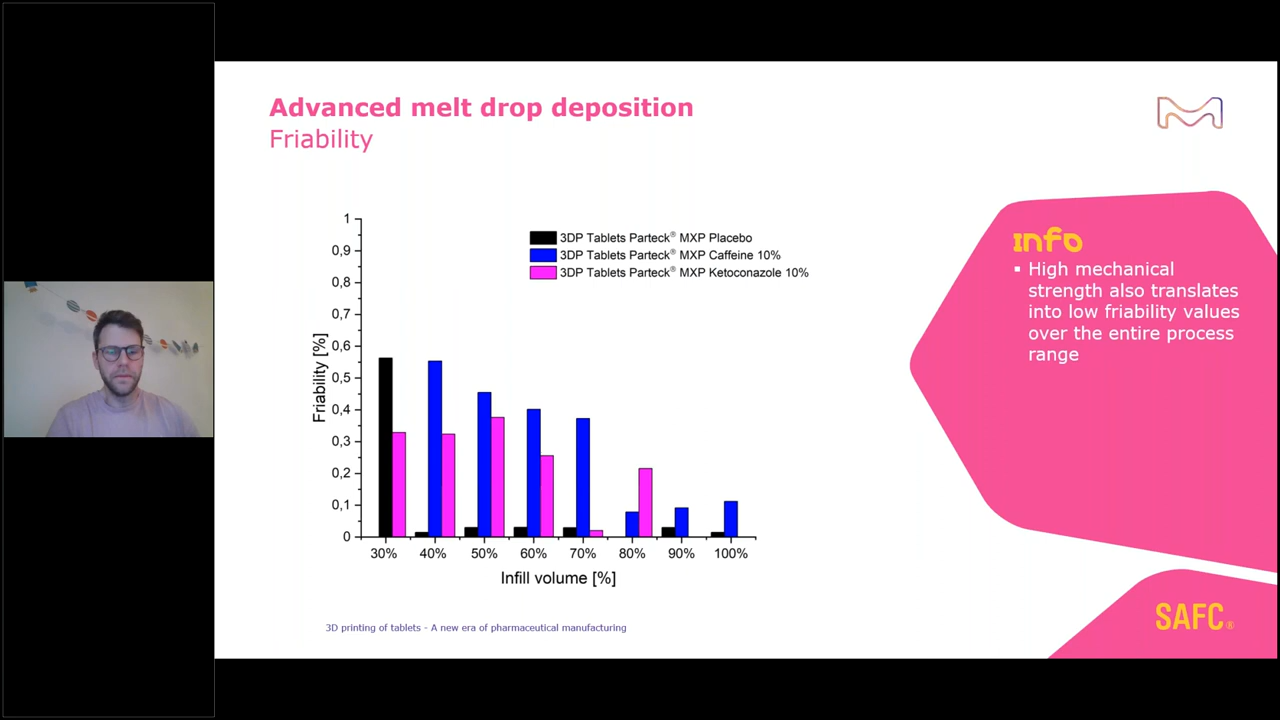 Advanced melt drop deposition
Friability
1
0,9
0,8
0,7
0,6
0,5
0,4
0,3
0,2
0,1
0
Friability [%]
3DP Tablets Parteck® MXP Placebo
3DP Tablets Parteck® MXP Caffeine 10%
3DP Tablets Parteck® MXP Ketoconazole 10%
30% 40% 50% 60% 70% 80% 90% 100%
Infill volume [%]
info
▪ High mechanical
strength also translates
into low friability values
over the entire process
range
3D printing of tablets - A new era of pharmaceutical manufacturing
SAFC®